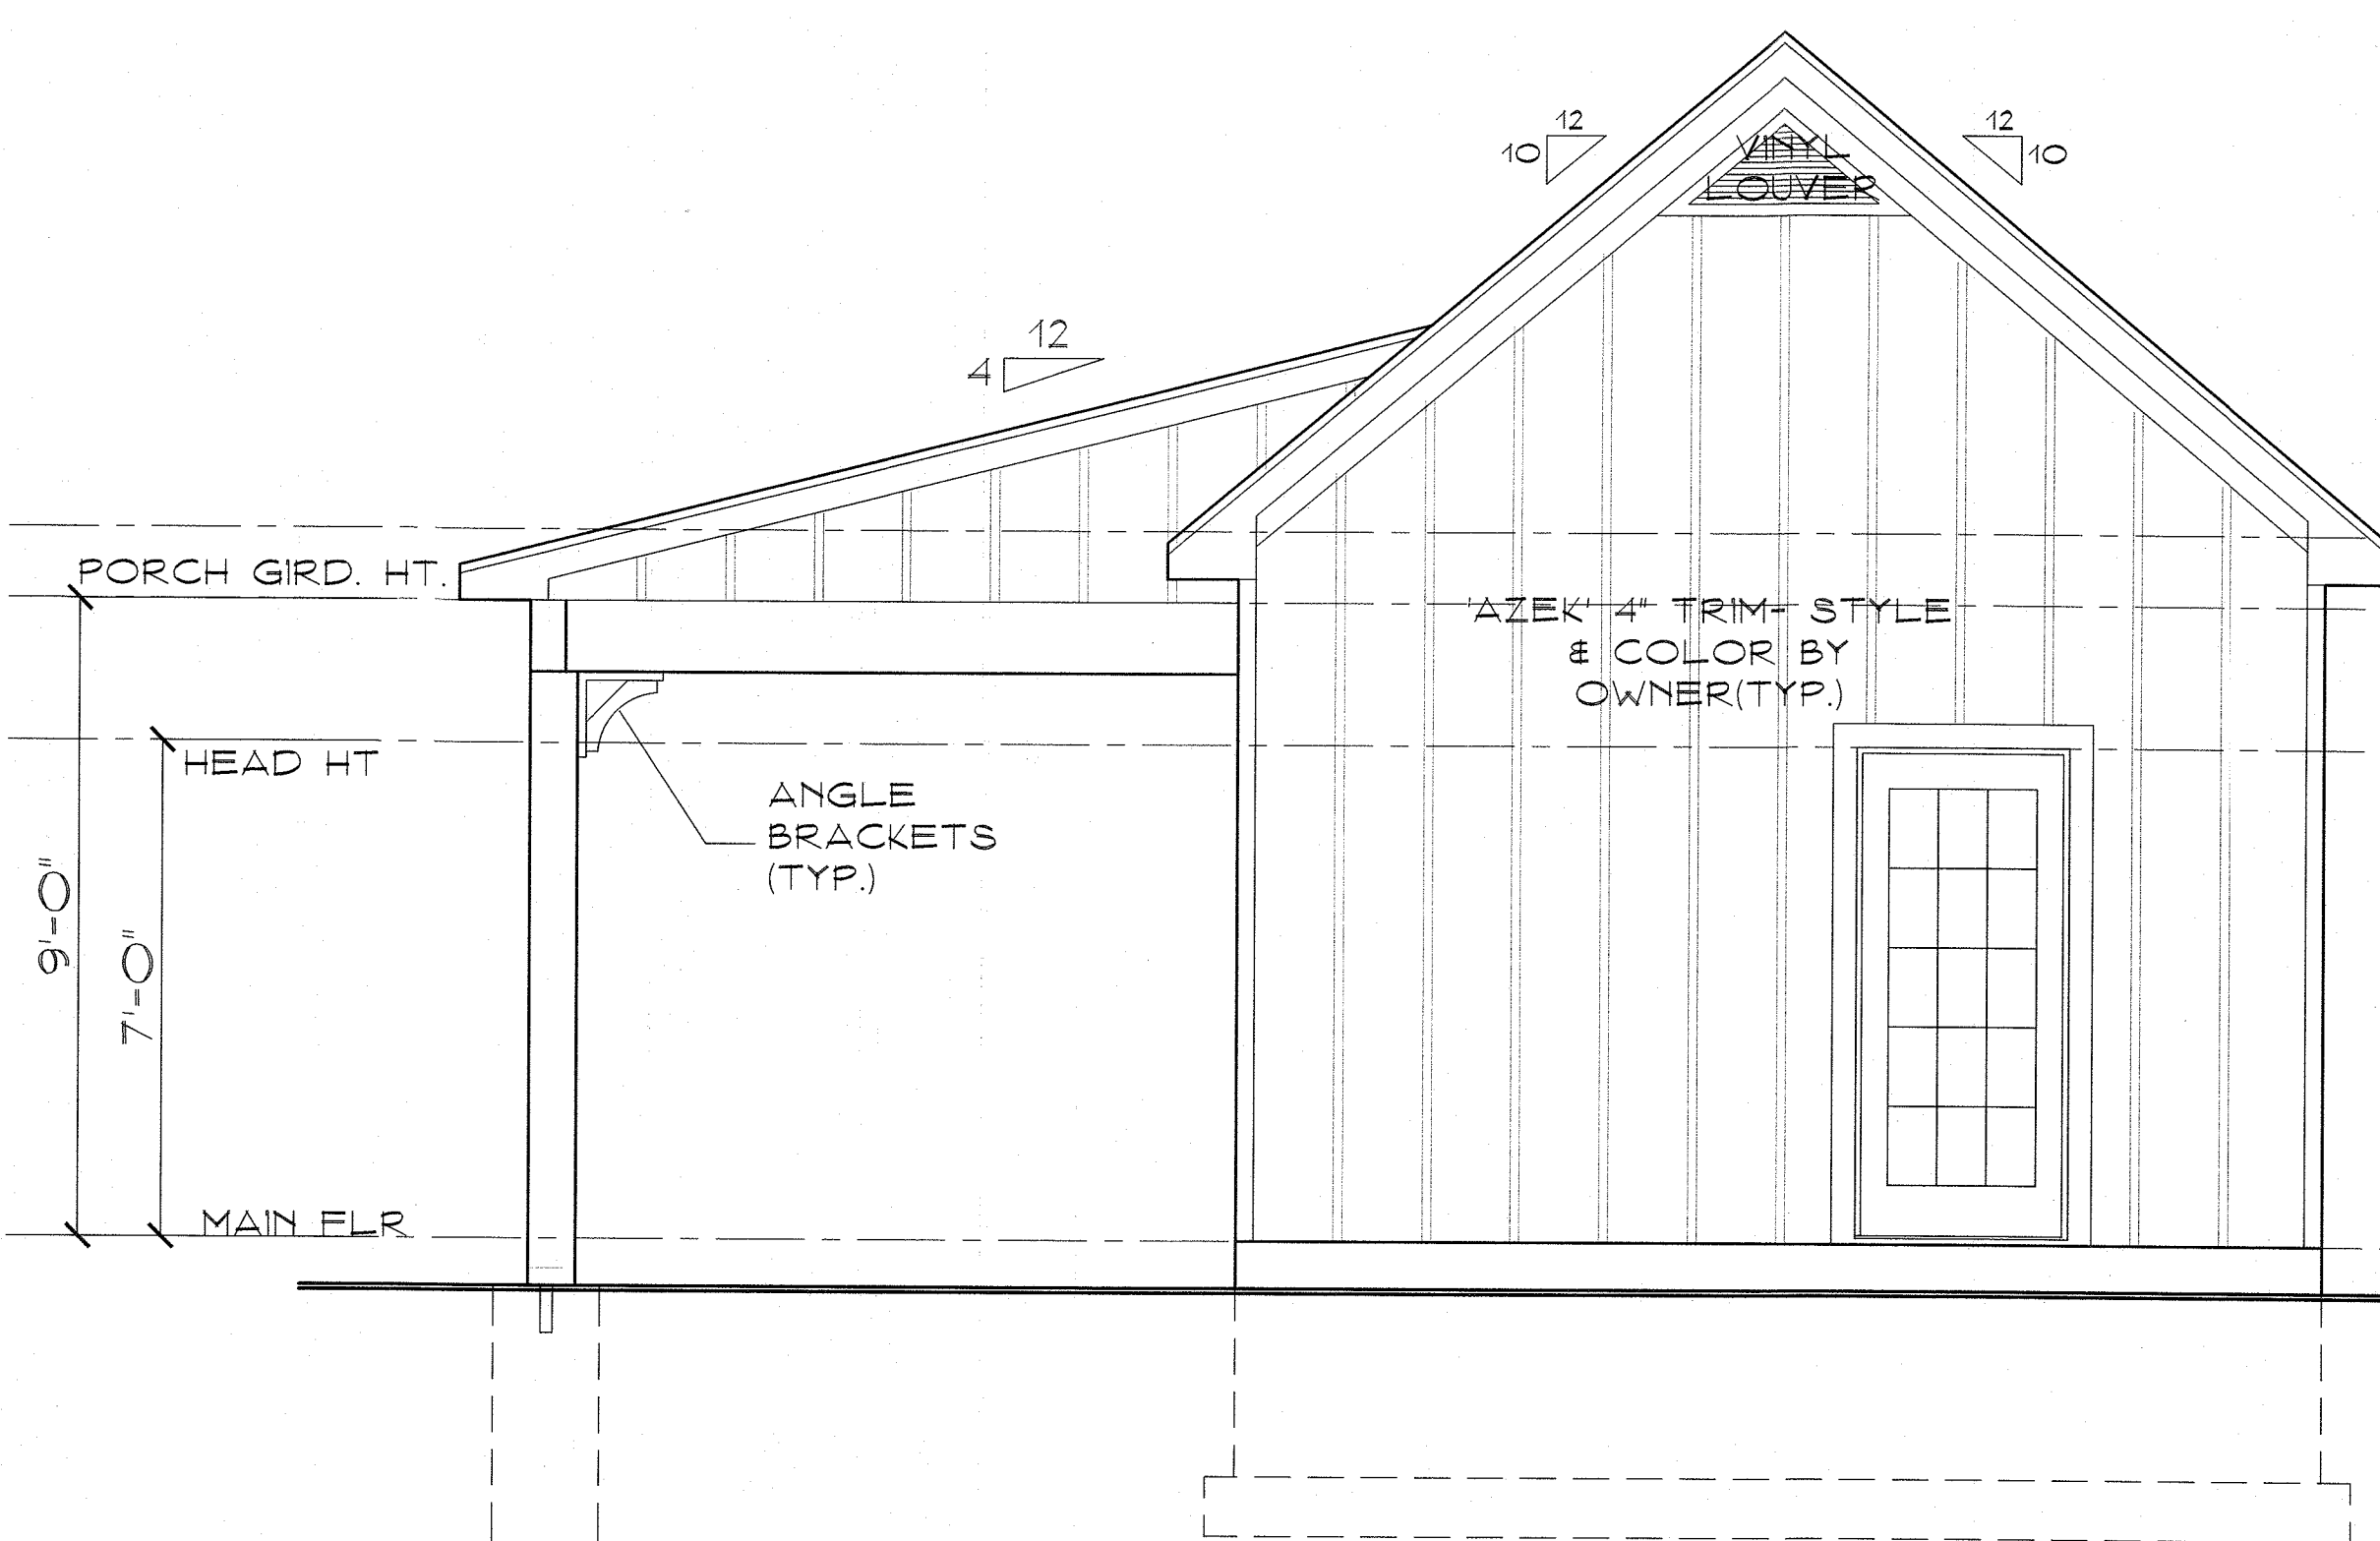 12
10
VINYL
LOUVER
12
10
12
4
PORCH GIRD. HT.
'AZEK' 4" TRIM- STYLE
& COLOR BY
OWNER(TYP.)
HEAD HT
ANGLE
BRACKETS
(TYP.)
9'-0"
7'-0"
MAIN FLR